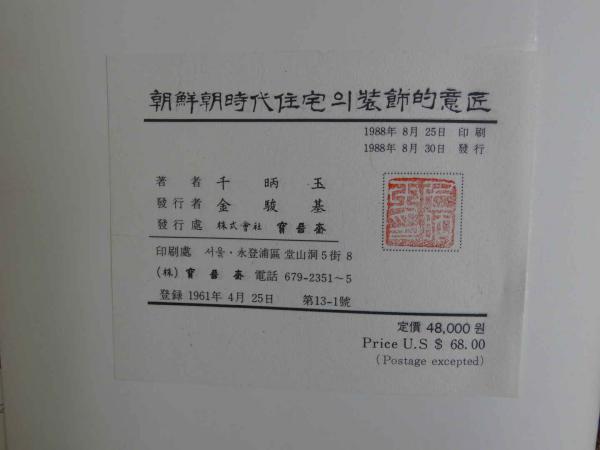 朝鮮朝時代住宅의裝飾的意匠
1988年 8月 25日 印刷
1988年 8月 30日 發行
著者 千炳玉
發行者 金駿基
發行處 株式會社 寶晉齋
印刷處 서울・永登浦區 堂山洞 5街 8
(株) 寶晉齋 電話 679-2351~5
登錄 1961年 4月 25日 第13-1號
定價 48,000 원
Price U.S $ 68.00
(Postage excepted)